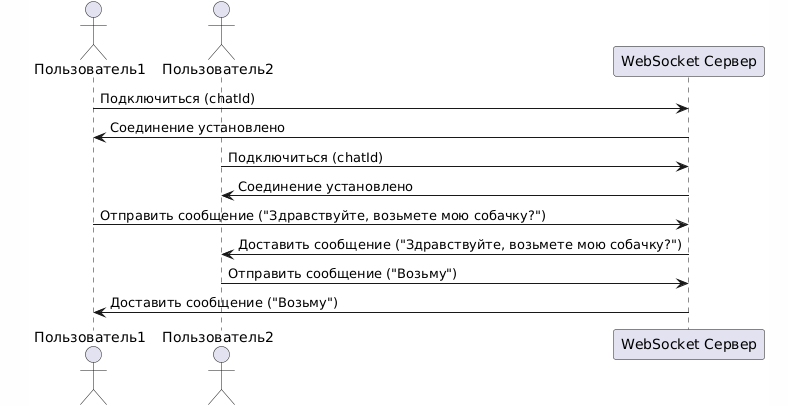 Пользователь1 Пользователь2 WebSocket Сервер
Подключиться (chatId)
Соединение установлено
Подключиться (chatId)
Соединение установлено
Отправить сообщение ("Здравствуйте, возьмете мою собачку?")
Доставить сообщение ("Здравствуйте, возьмете мою собачку?")
Отправить сообщение ("Возьму")
Доставить сообщение ("Возьму")
Пользователь1 Пользователь2 WebSocket Сервер